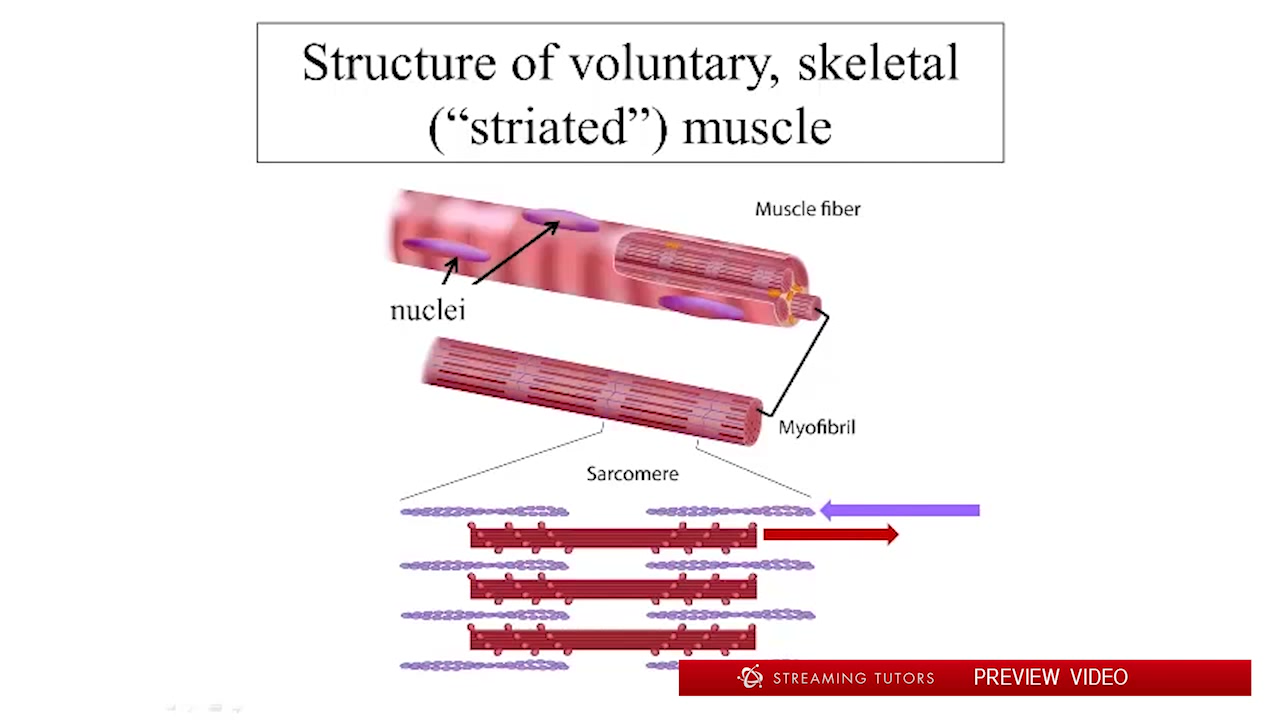 Structure of voluntary, skeletal
(“striated”) muscle
Muscle fiber
nuclei
Myofibril
Sarcomere
STREAMING TUTORS PREVIEW VIDEO